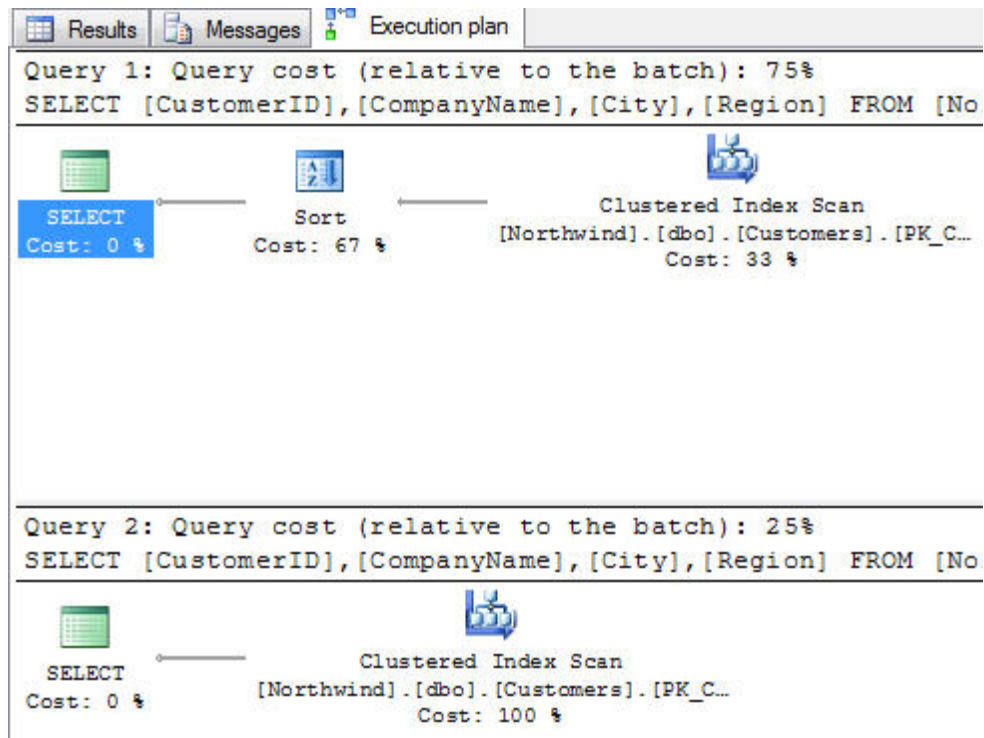 Results Messages Execution plan
Query 1: Query cost (relative to the batch): 75%
SELECT [CustomerID],[CompanyName],[City],[Region] FROM [No
SELECT
Cost: 0 %
Sort
Cost: 67 %
Clustered Index Scan
[Northwind].[dbo].[Customers].[PK_C…
Cost: 33 %
Query 2: Query cost (relative to the batch): 25%
SELECT [CustomerID],[CompanyName],[City],[Region] FROM [No
SELECT
Cost: 0 %
Clustered Index Scan
[Northwind].[dbo].[Customers].[PK_C…
Cost: 100 %